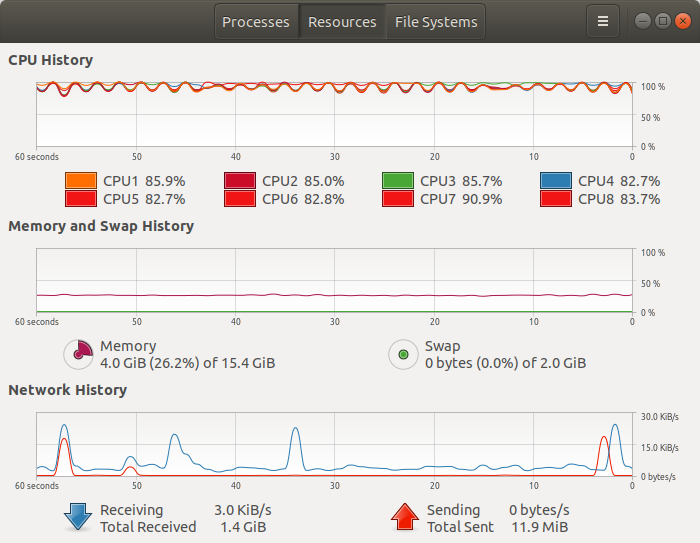 Processes Resources File Systems
CPU History
100 %
50 %
0 %
60 seconds 50 40 30 20 10 0
CPU1 85.9% CPU2 85.0% CPU3 85.7% CPU4 82.7%
CPU5 82.7% CPU6 82.8% CPU7 90.9% CPU8 83.7%
Memory and Swap History
100 %
50 %
0 %
60 seconds 50 40 30 20 10 0
Memory Swap
4.0 GiB (26.2%) of 15.4 GiB 0 bytes (0.0%) of 2.0 GiB
Network History
30.0 KiB/s
15.0 KiB/s
0 bytes/s
60 seconds 50 40 30 20 10 0
Receiving 3.0 KiB/s Sending 0 bytes/s
Total Received 1.4 GiB Total Sent 11.9 MiB